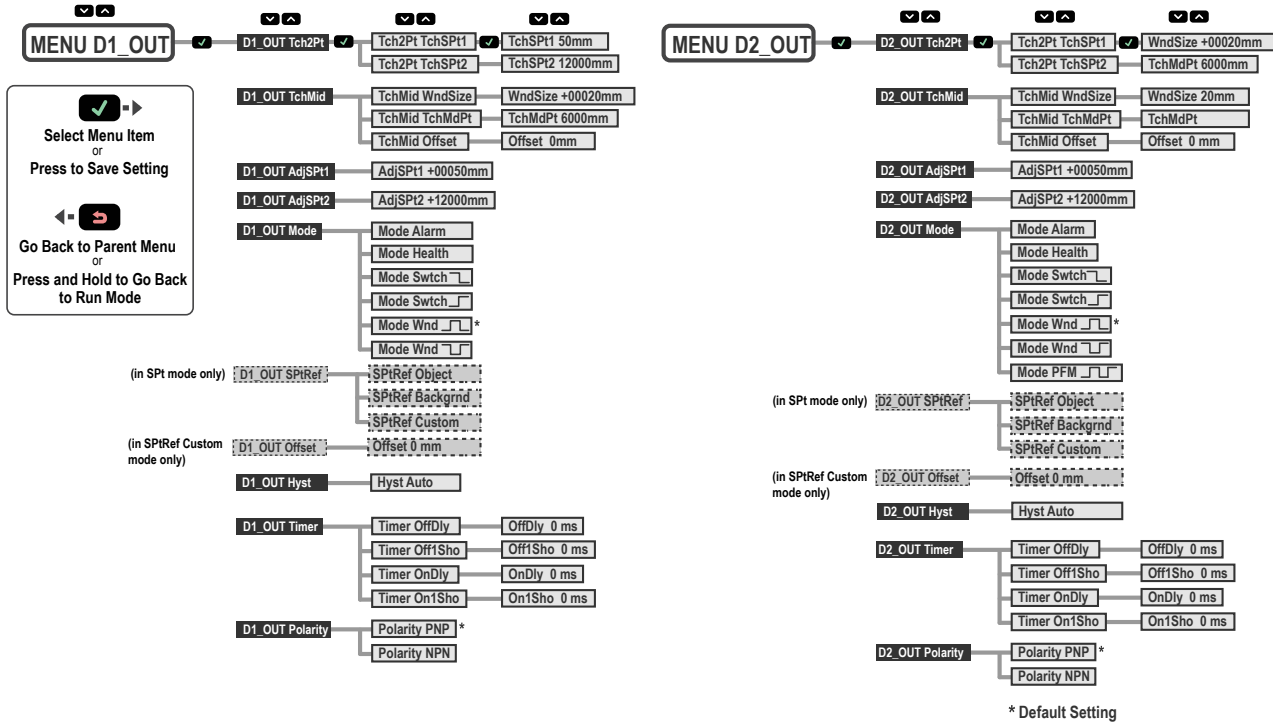 MENU D1_OUT
D1_OUT Tch2Pt
Tch2Pt TchSPt1
TchSPt1 50mm
Tch2Pt TchSPt2
TchSPt2 12000mm
Select Menu Item
or
Press to Save Setting
Go Back to Parent Menu
or
Press and Hold to Go Back
to Run Mode
D1_OUT TchMid
TchMid WndSize
WndSize +00020mm
TchMid TchMdPt
TchMdPt 6000mm
TchMid Offset
Offset 0mm
D1_OUT AdjSPt1
AdjSPt1 +00050mm
D1_OUT AdjSPt2
AdjSPt2 +12000mm
D1_OUT Mode
Mode Alarm
Mode Health
Mode Swtch
Mode Swtch
Mode Wnd *
Mode Wnd
(in SPt mode only)
D1_OUT SPtRef
SPtRef Object
SPtRef Backgrnd
SPtRef Custom
(in SPtRef Custom
mode only)
D1_OUT Offset
Offset 0 mm
D1_OUT Hyst
Hyst Auto
D1_OUT Timer
Timer OffDly
OffDly 0 ms
Timer Off1Sho
Off1Sho 0 ms
Timer OnDly
OnDly 0 ms
Timer On1Sho
On1Sho 0 ms
D1_OUT Polarity
Polarity PNP *
Polarity NPN
MENU D2_OUT
D2_OUT Tch2Pt
Tch2Pt TchSPt1
WndSize +00020mm
Tch2Pt TchSPt2
TchMdPt 6000mm
D2_OUT TchMid
TchMid WndSize
WndSize 20mm
TchMid TchMdPt
TchMdPt
TchMid Offset
Offset 0 mm
D2_OUT AdjSPt1
AdjSPt1 +00050mm
D2_OUT AdjSPt2
AdjSPt2 +12000mm
D2_OUT Mode
Mode Alarm
Mode Health
Mode Swtch
Mode Swtch
Mode Wnd *
Mode Wnd
Mode PFM
(in SPt mode only)
D2_OUT SPtRef
SPtRef Object
SPtRef Backgrnd
SPtRef Custom
(in SPtRef Custom
mode only)
D2_OUT Offset
Offset 0 mm
D2_OUT Hyst
Hyst Auto
D2_OUT Timer
Timer OffDly
OffDly 0 ms
Timer Off1Sho
Off1Sho 0 ms
Timer OnDly
OnDly 0 ms
Timer On1Sho
On1Sho 0 ms
D2_OUT Polarity
Polarity PNP *
Polarity NPN
* Default Setting